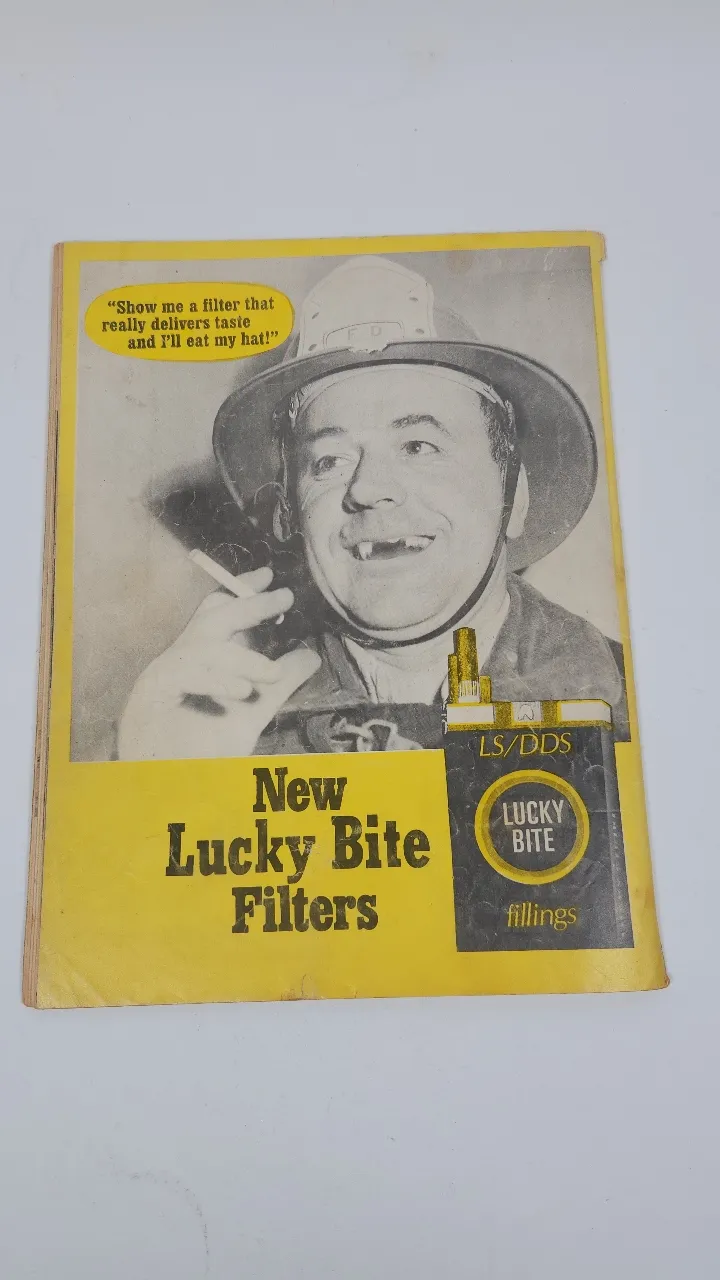 “Show me a filter that
really delivers taste
and I’ll eat my hat!”
F D
LS/DDS
LUCKY
BITE
fillings
New
Lucky Bite
Filters